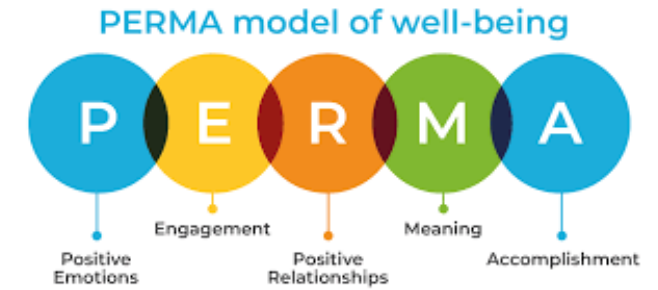 PERMA model of well-being
P E R M A
Engagement
Meaning
Positive
Emotions
Positive
Relationships
Accomplishment